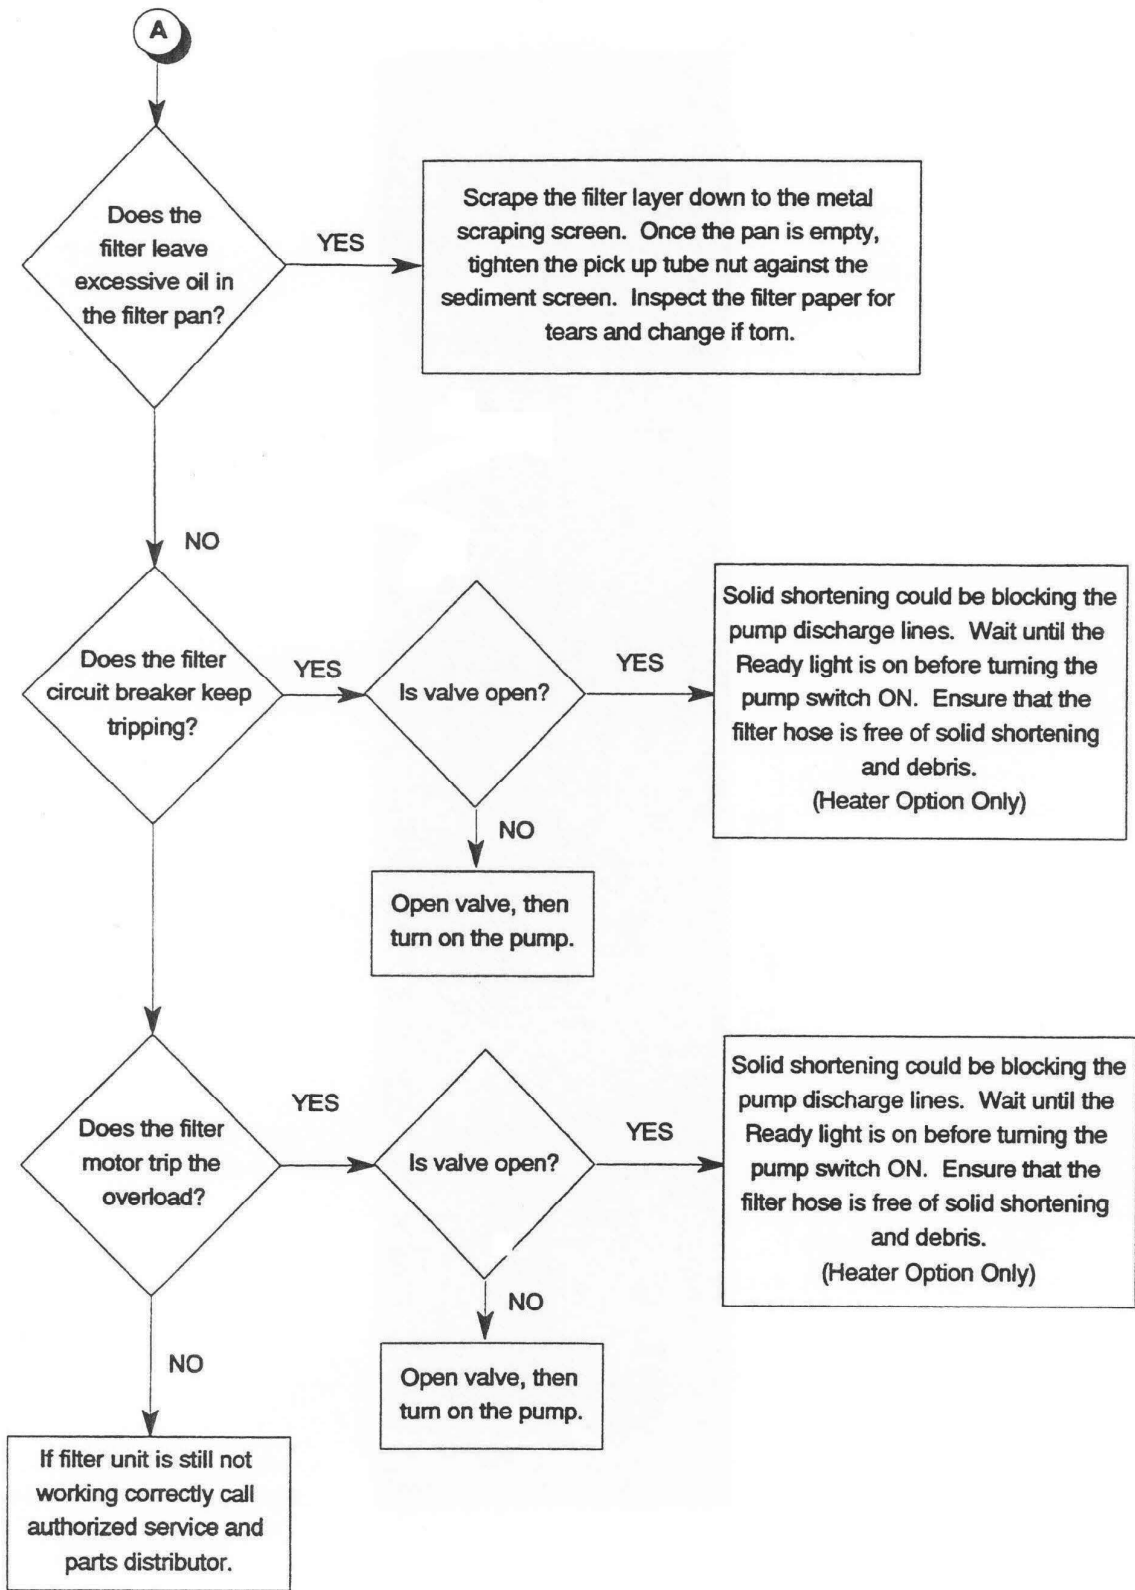 A
Does the
filter leave
excessive oil in
the filter pan?
YES
Scrape the filter layer down to the metal
scraping screen. Once the pan is empty,
tighten the pick up tube nut against the
sediment screen. Inspect the filter paper for
tears and change if torn.
NO
Does the filter
circuit breaker keep
tripping?
YES
Is valve open?
YES
Solid shortening could be blocking the
pump discharge lines. Wait until the
Ready light is on before turning the
pump switch ON. Ensure that the
filter hose is free of solid shortening
and debris.
(Heater Option Only)
NO
Open valve, then
turn on the pump.
Does the filter
motor trip the
overload?
YES
Is valve open?
YES
Solid shortening could be blocking the
pump discharge lines. Wait until the
Ready light is on before turning the
pump switch ON. Ensure that the
filter hose is free of solid shortening
and debris.
(Heater Option Only)
NO
Open valve, then
turn on the pump.
NO
If filter unit is still not
working correctly call
authorized service and
parts distributor.